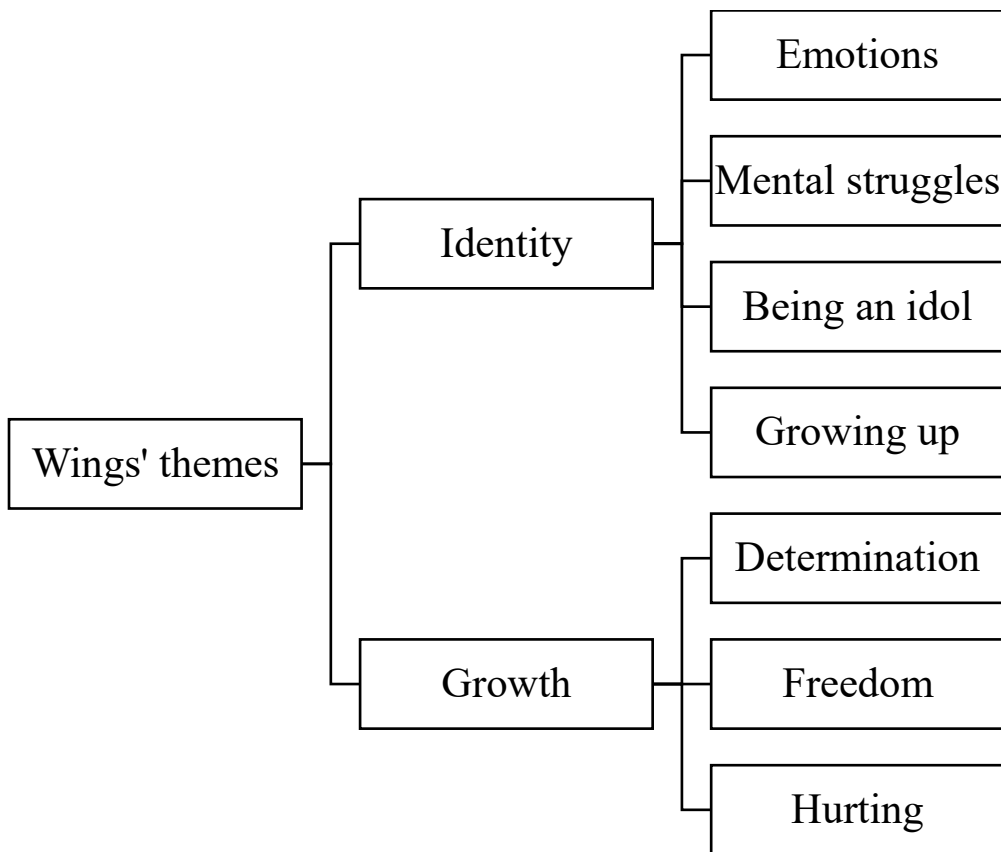 Wings' themes
Identity
Emotions
Mental struggles
Being an idol
Growing up
Growth
Determination
Freedom
Hurting